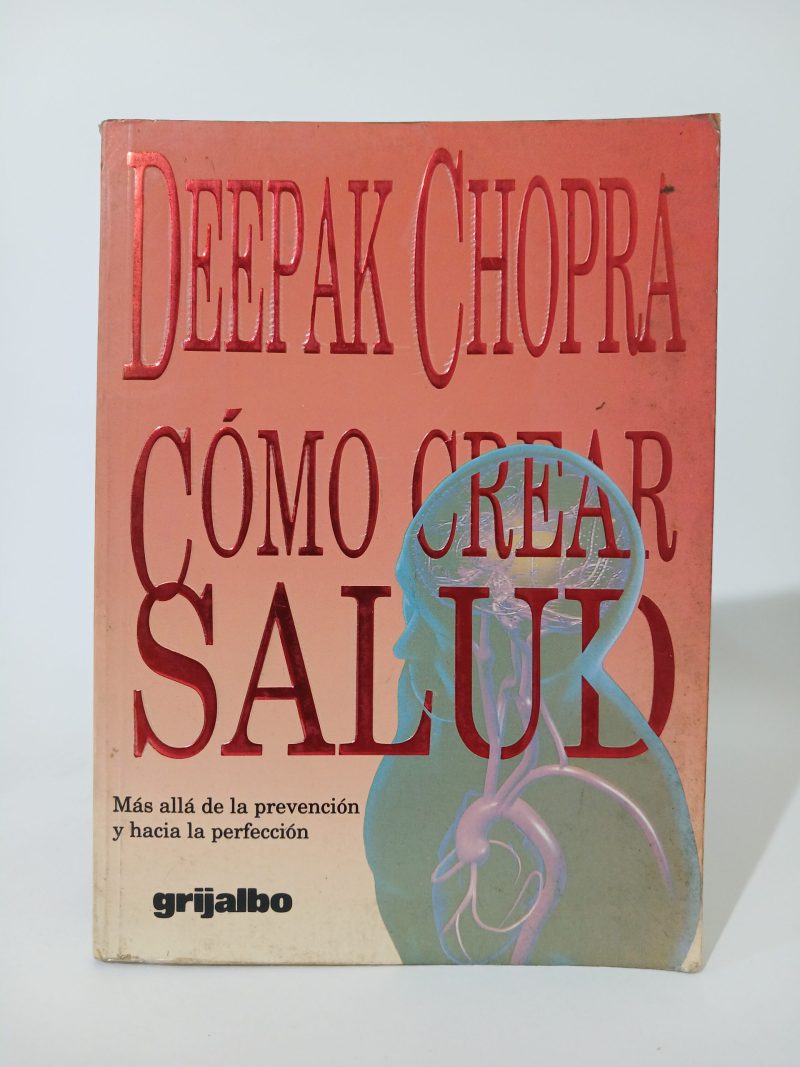 DEEPAK CHOPRA
CÓMO CREAR
SALUD
Más allá de la prevención
y hacia la perfección
grijalbo